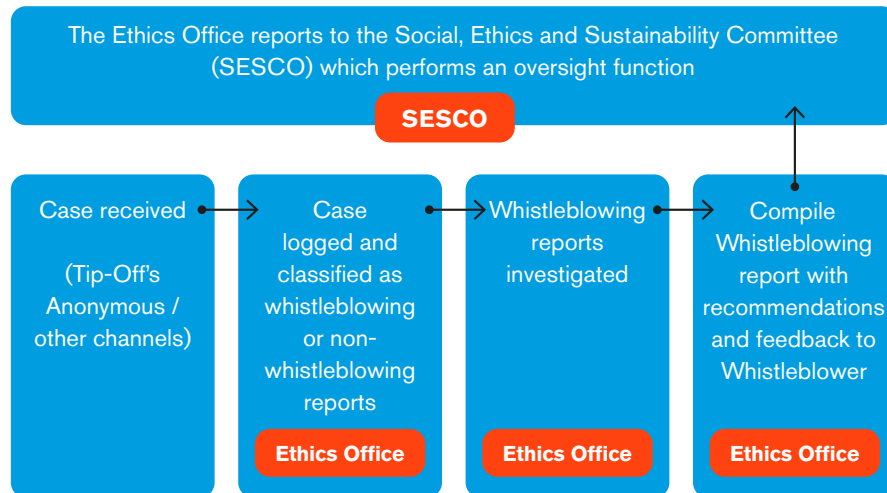 The Ethics Office reports to the Social, Ethics and Sustainability Committee
(SESCO) which performs an oversight function
SESCO
Case received
(Tip-Off's
Anonymous /
other channels)
Case
logged and
classified as
whistleblowing
or non-
whistleblowing
reports
Ethics Office
Whistleblowing
reports
investigated
Ethics Office
Compile
Whistleblowing
report with
recommendations
and feedback to
Whistleblower
Ethics Office